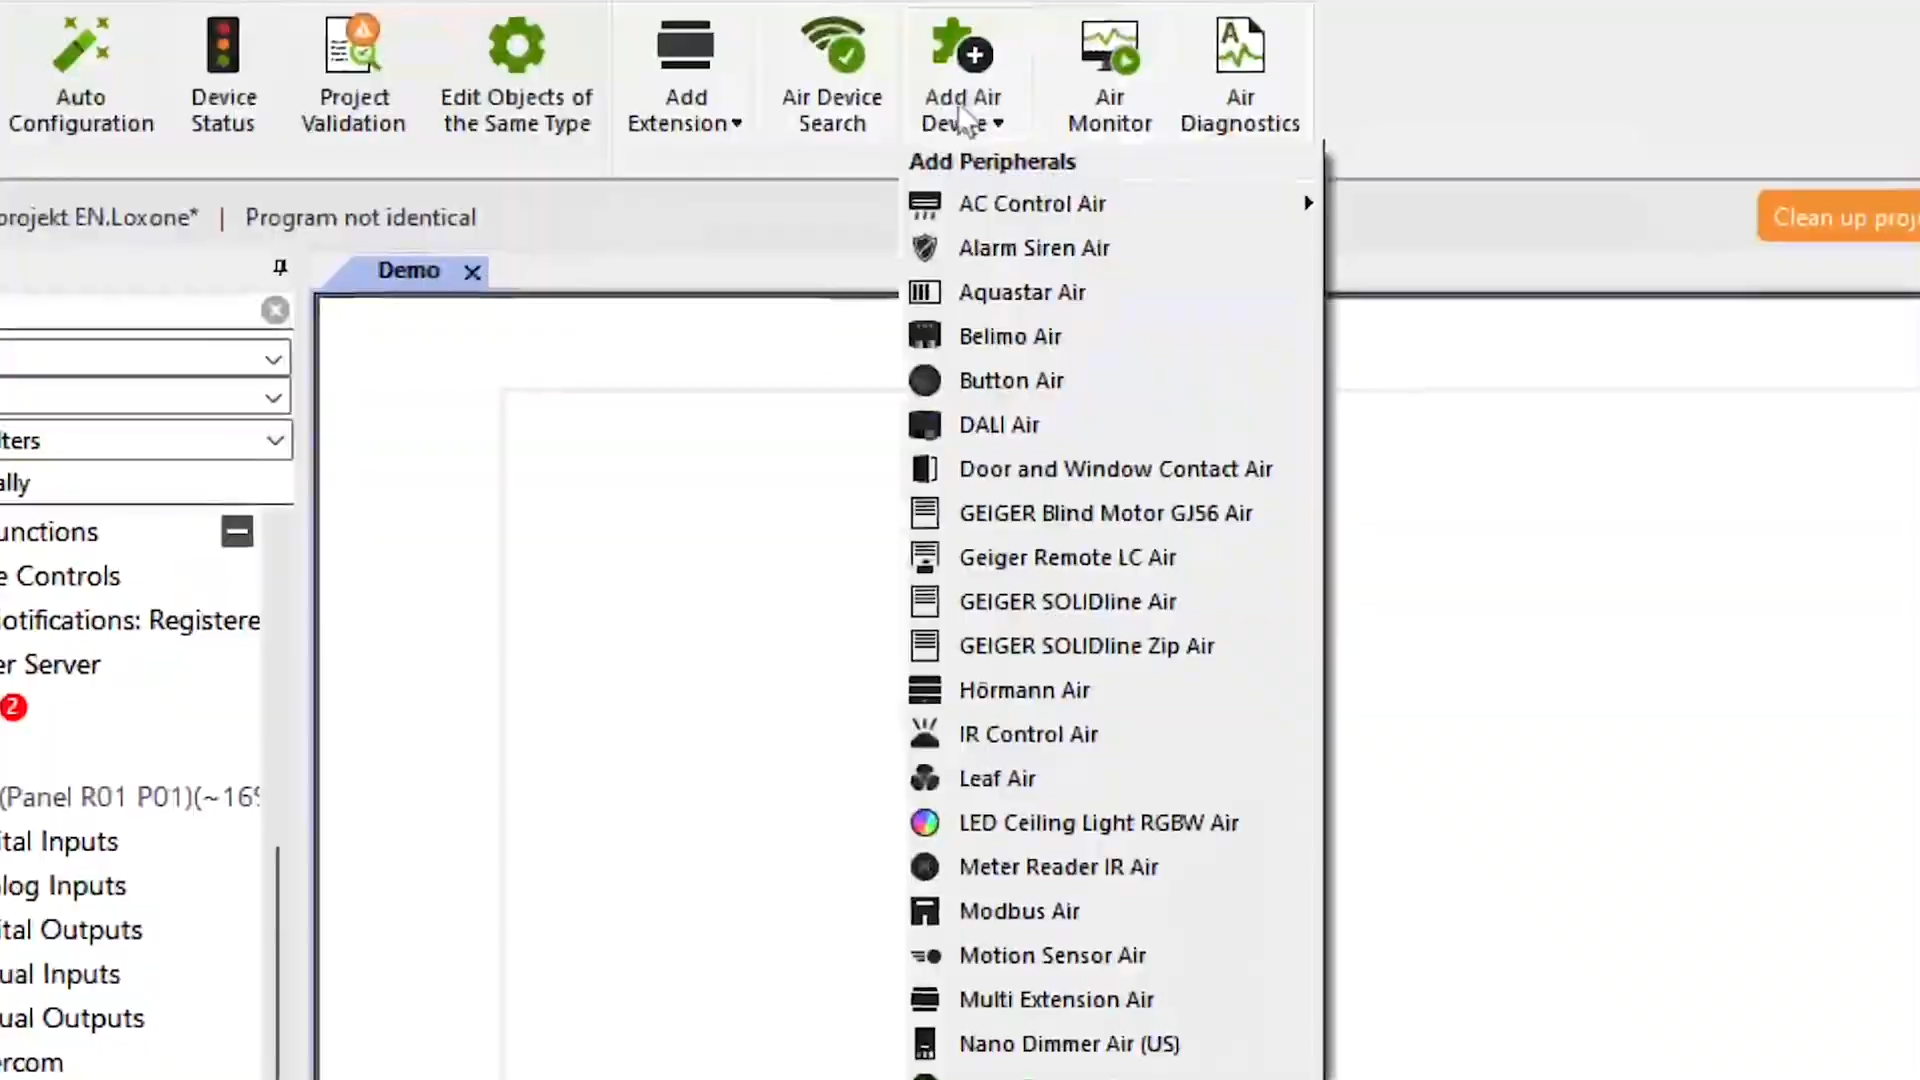 Auto
Configuration
Device
Status
Project
Validation
Edit Objects of
the Same Type
Add
Extension
Air Device
Search
Add Air
Device
Air
Monitor
A
Air
Diagnostics
Add Peripherals
AC Control Air
Alarm Siren Air
Aquastar Air
Belimo Air
Button Air
DALI Air
Door and Window Contact Air
GEIGER Blind Motor GJ56 Air
Geiger Remote LC Air
GEIGER SOLIDline Air
GEIGER SOLIDline Zip Air
Hörmann Air
IR Control Air
Leaf Air
LED Ceiling Light RGBW Air
Meter Reader IR Air
Modbus Air
Motion Sensor Air
Multi Extension Air
Nano Dimmer Air (US)
projekt EN.Loxone* | Program not identical
Clean up proj
Demo
lters
ally
unctions
e Controls
otifications: Registere
er Server
2
(Panel R01 P01)(~16%
ital Inputs
log Inputs
ital Outputs
ual Inputs
ual Outputs
ercom